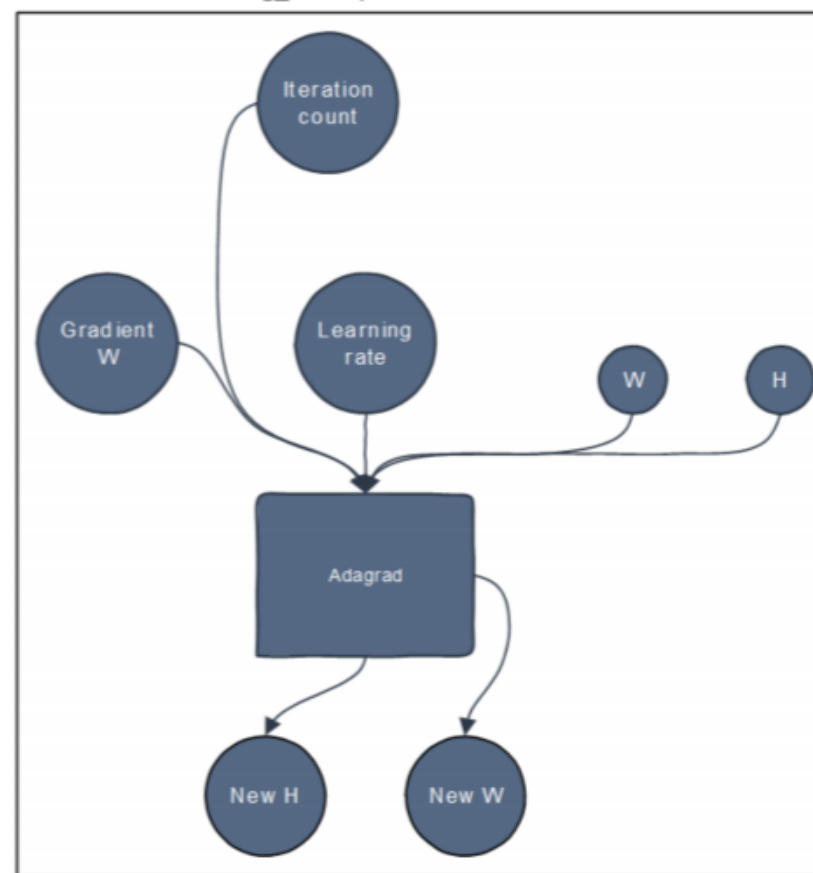 Iteration
count
Gradient
W
Learning
rate
W
H
Adagrad
New H
New W